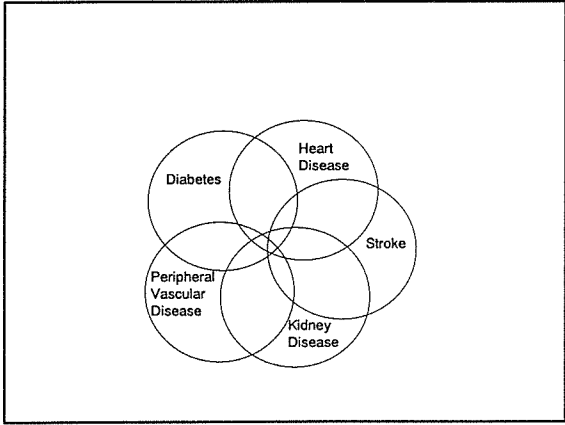 Heart
Disease
Diabetes
Stroke
Peripheral
Vascular
Disease
Kidney
Disease